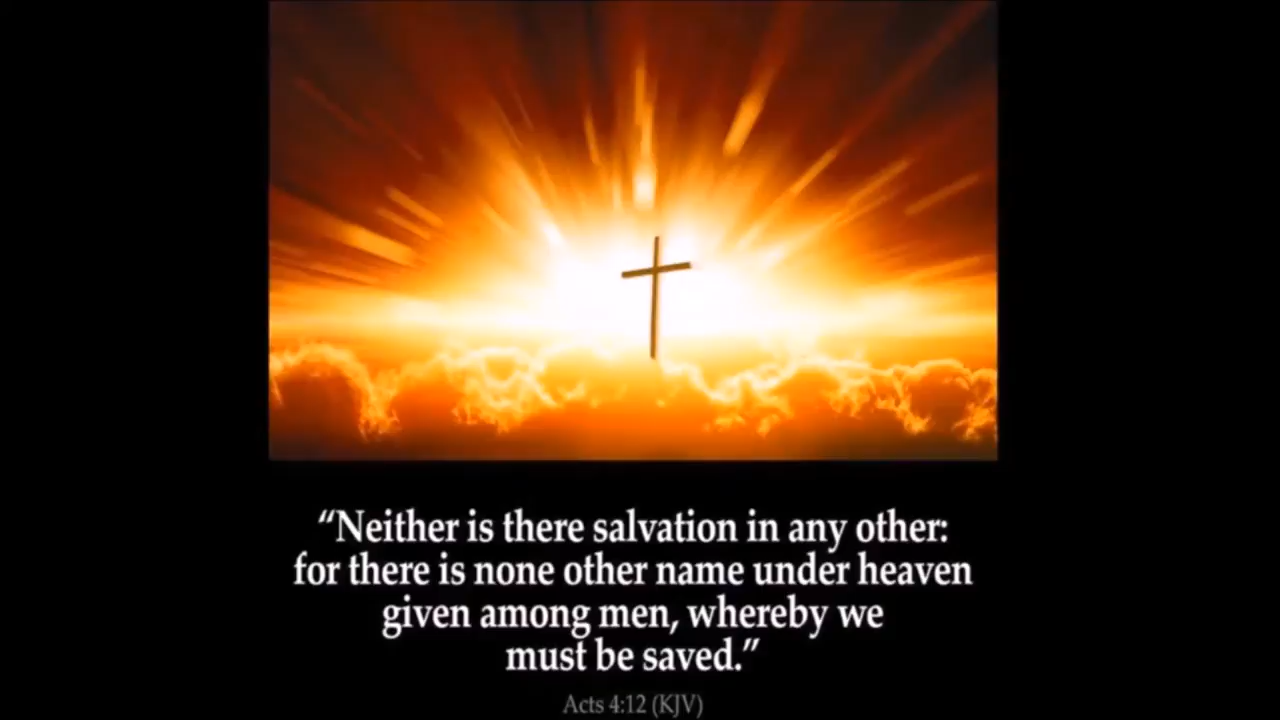 “Neither is there salvation in any other:
for there is none other name under heaven
given among men, whereby we
must be saved.”
Acts 4:12 (KJV)